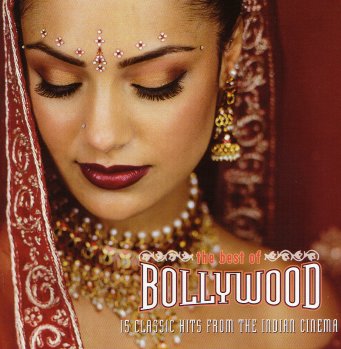 the best of
BOLLYWOOD
15 CLASSIC HITS FROM THE INDIAN CINEMA